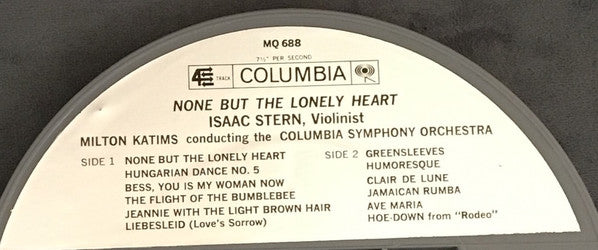 MQ 688
7½" PER SECOND
4 TRACK COLUMBIA
NONE BUT THE LONELY HEART
ISAAC STERN, Violinist
MILTON KATIMS conducting the COLUMBIA SYMPHONY ORCHESTRA
SIDE 1 NONE BUT THE LONELY HEART
HUNGARIAN DANCE NO. 5
BESS, YOU IS MY WOMAN NOW
THE FLIGHT OF THE BUMBLEBEE
JEANNIE WITH THE LIGHT BROWN HAIR
LIEBESLEID (Love's Sorrow)
SIDE 2 GREENSLEEVES
HUMORESQUE
CLAIR DE LUNE
JAMAICAN RUMBA
AVE MARIA
HOE-DOWN from "Rodeo"